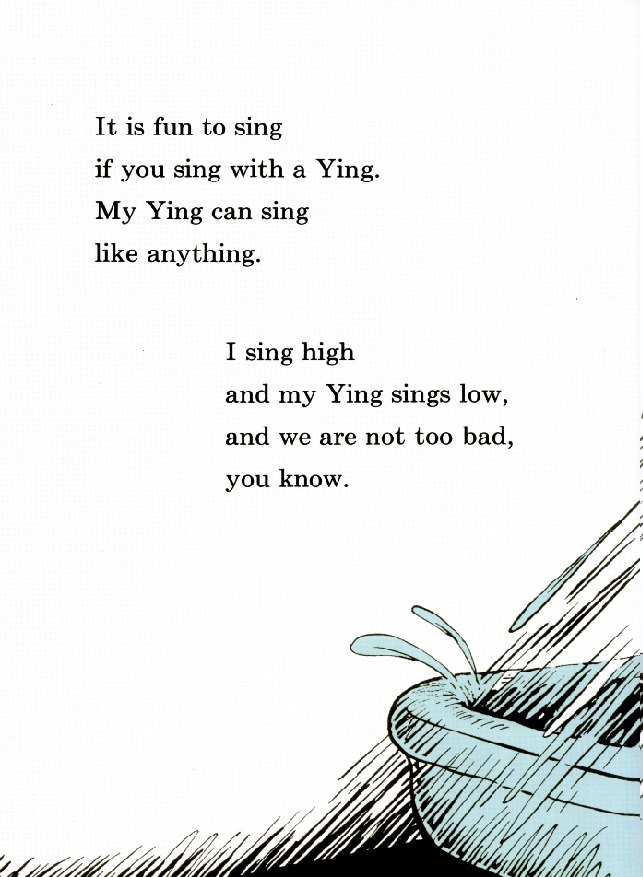 It is fun to sing
if you sing with a Ying.
My Ying can sing
like anything.
I sing high
and my Ying sings low,
and we are not too bad,
you know.